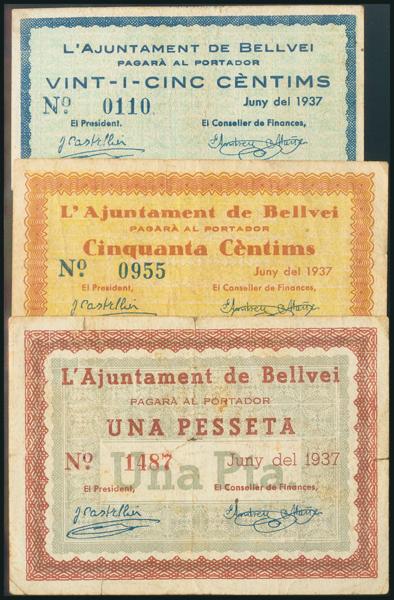 L'AJUNTAMENT DE BELLVEI
PAGARÀ AL PORTADOR
VINT-I-CINC CÈNTIMS
Nº 0110 Juny del 1937
El President, El Conseller de Finances,
J Castellví
L'Ajuntament de Bellvei
PAGARÀ AL PORTADOR
Cinquanta Cèntims
Nº 0955 Juny del 1937
El President, El Conseller de Finances,
J Castellví
L'Ajuntament de Bellvei
PAGARÀ AL PORTADOR
UNA PESSETA
Una Pta
Nº 1487 Juny del 1937
El President, El Conseller de Finances,
J Castellví